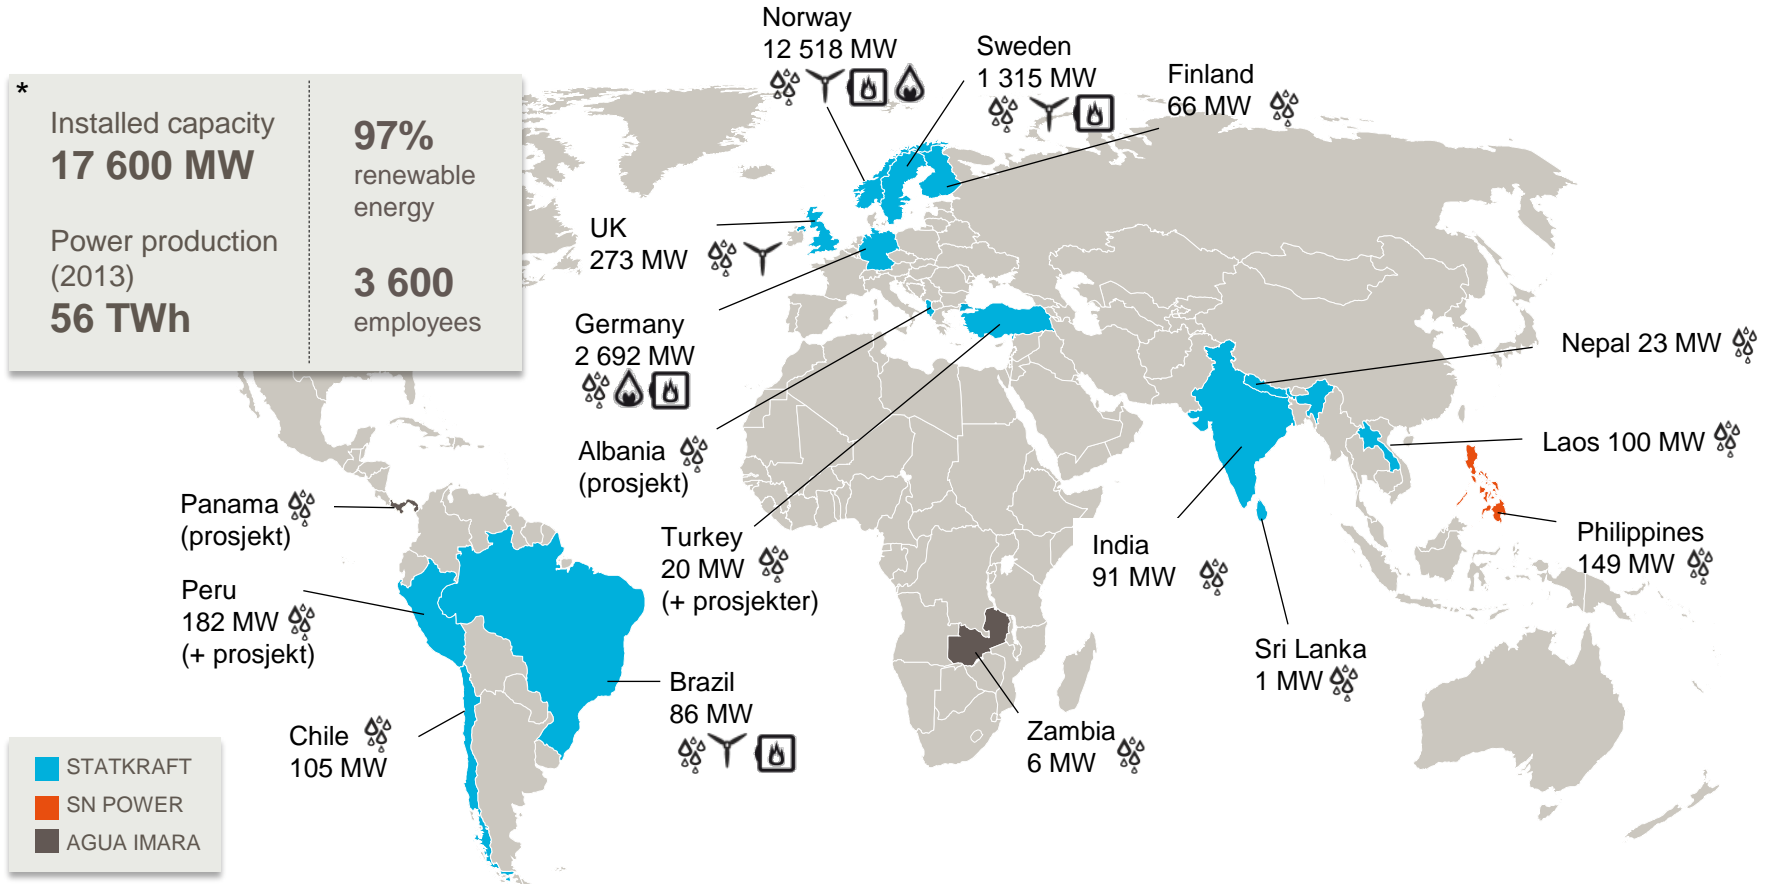 *
Installed capacity
17 600 MW
Power production
(2013)
56 TWh
97%
renewable
energy
3 600
employees
Norway
12 518 MW
Sweden
1 315 MW
Finland
66 MW
UK
273 MW
Germany
2 692 MW
Albania
(prosjekt)
Turkey
20 MW
(+ prosjekter)
Nepal 23 MW
Laos 100 MW
Philippines
149 MW
India
91 MW
Sri Lanka
1 MW
Zambia
6 MW
Panama
(prosjekt)
Peru
182 MW
(+ prosjekt)
Brazil
86 MW
Chile
105 MW
STATKRAFT
SN POWER
AGUA IMARA